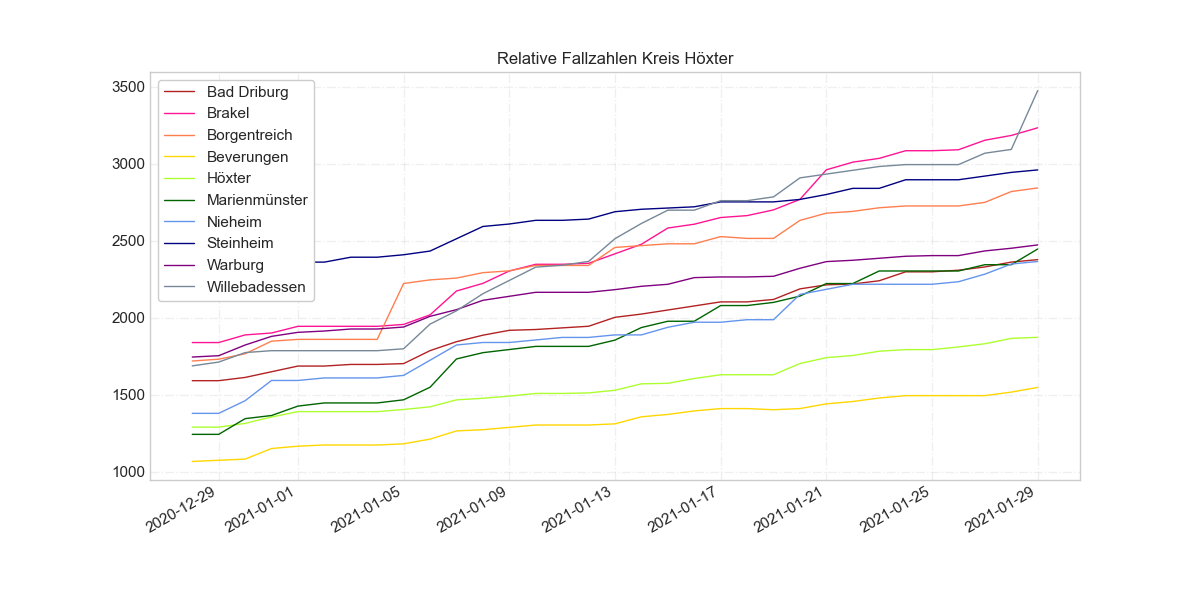 Relative Fallzahlen Kreis Höxter
3500
3000
2500
2000
1500
1000
Bad Driburg
Brakel
Borgentreich
Beverungen
Höxter
Marienmünster
Nieheim
Steinheim
Warburg
Willebadessen
2020-12-29
2021-01-01
2021-01-05
2021-01-09
2021-01-13
2021-01-17
2021-01-21
2021-01-25
2021-01-29